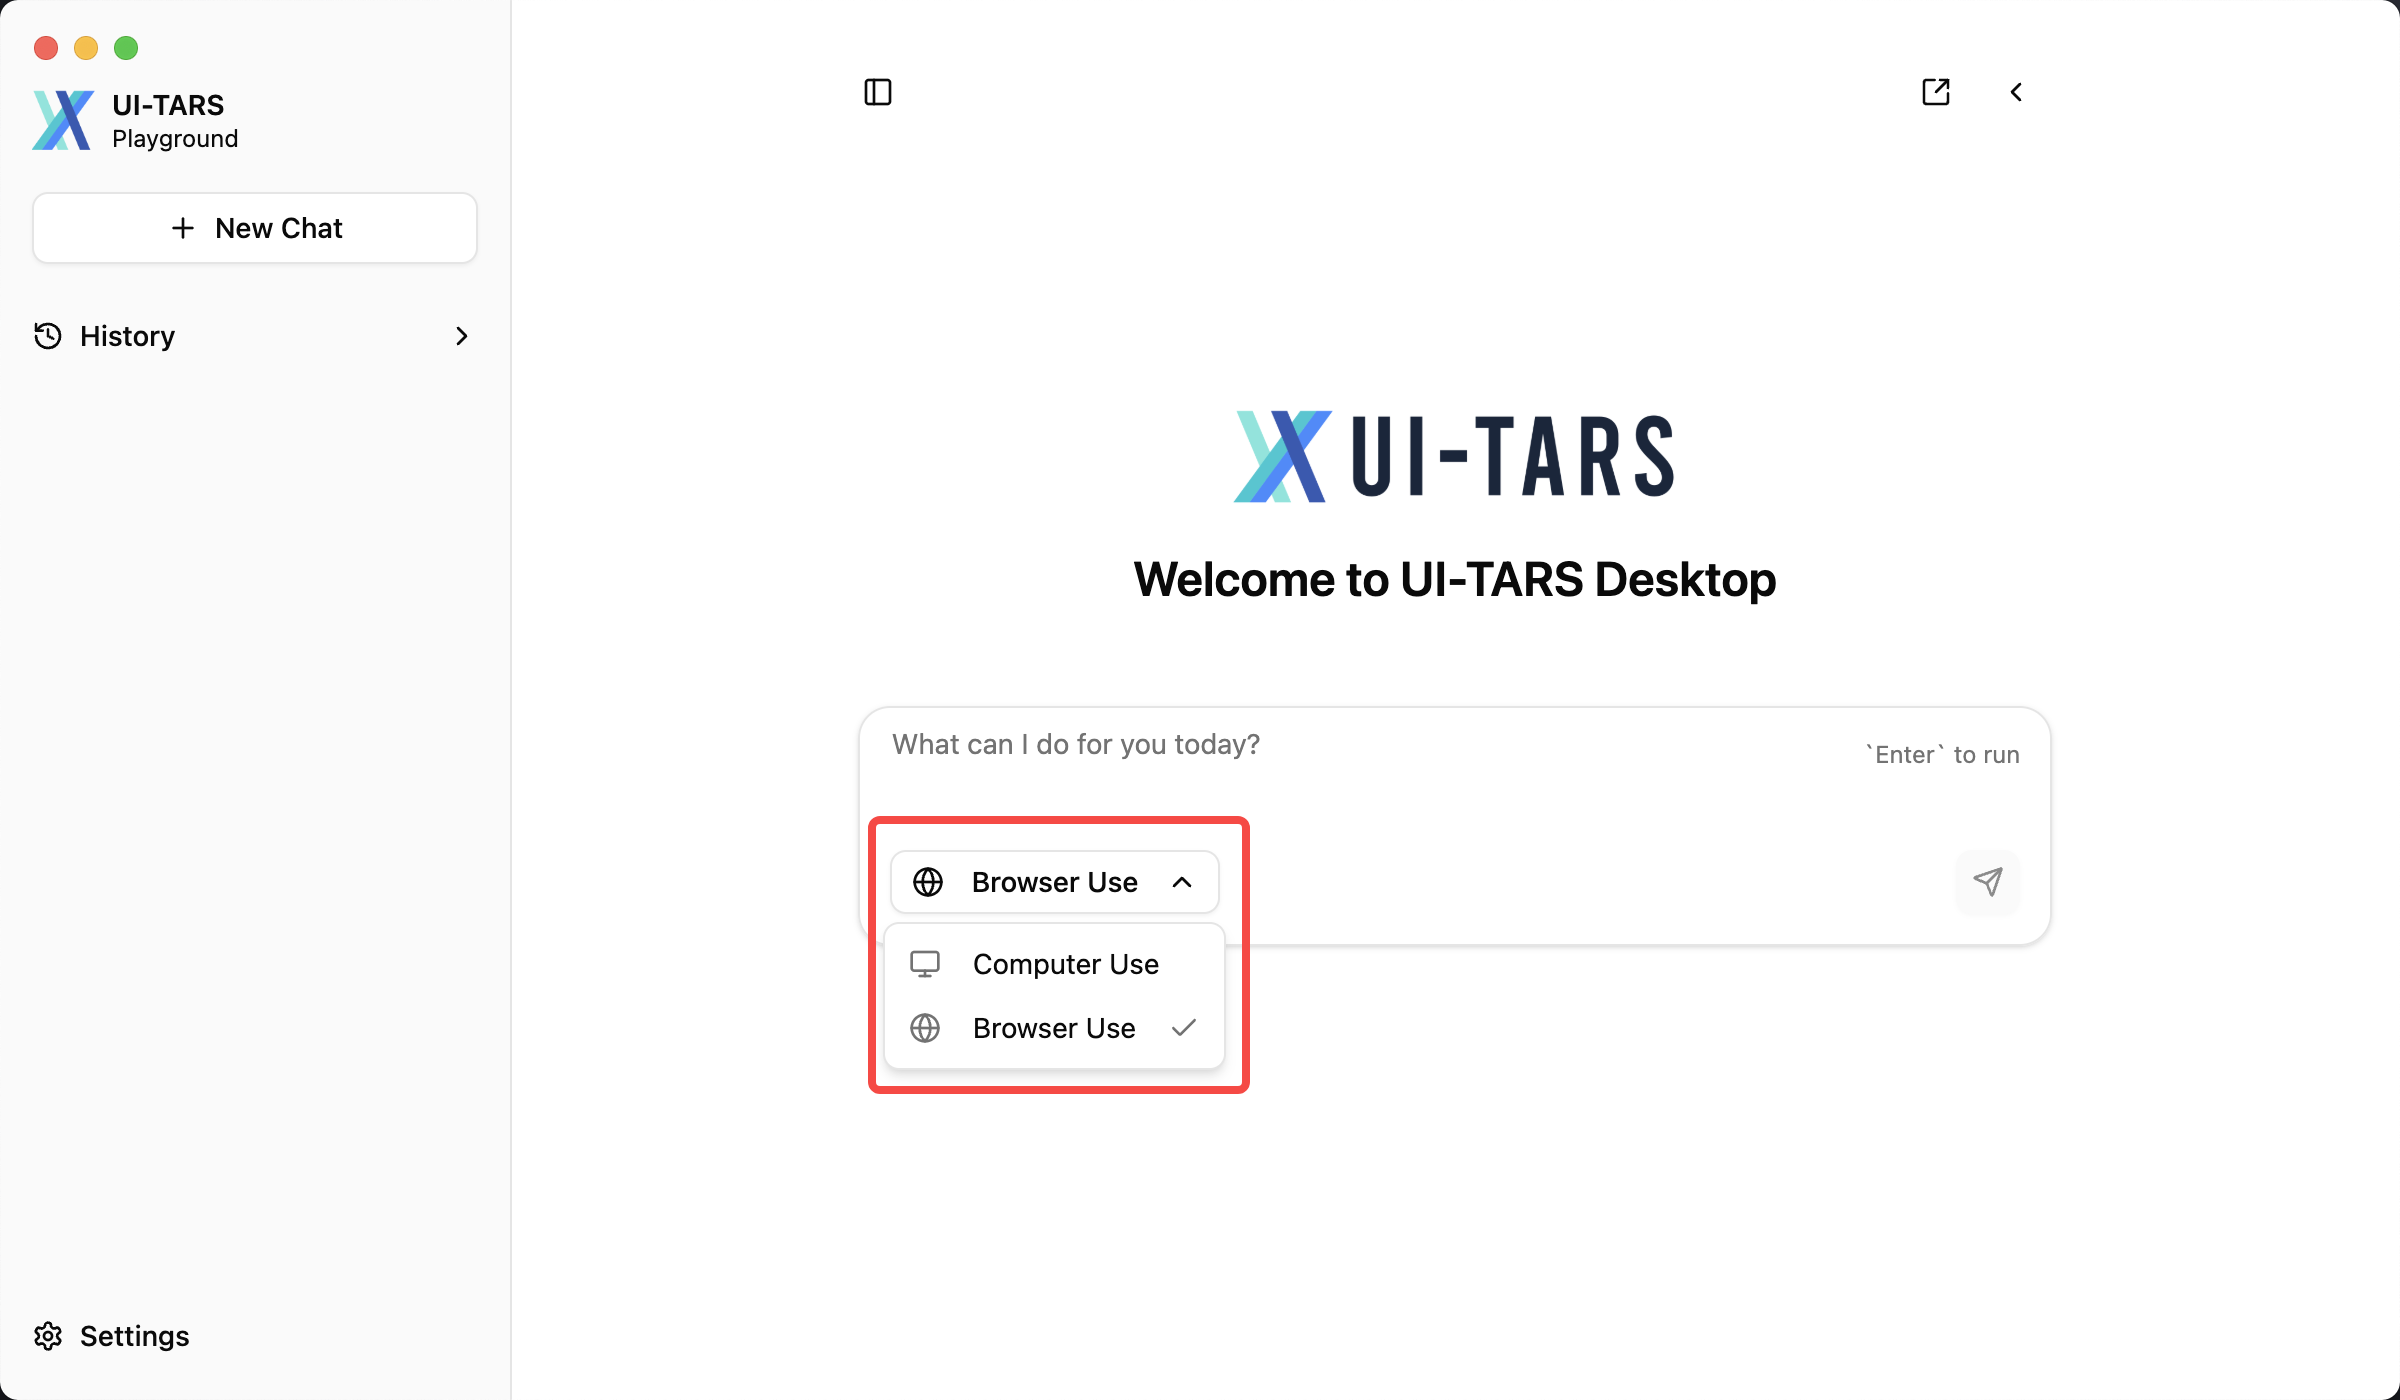 UI-TARS
Playground
New Chat
History
Settings
UI-TARS
Welcome to UI-TARS Desktop
What can I do for you today?
`Enter` to run
Browser Use
Computer Use
Browser Use